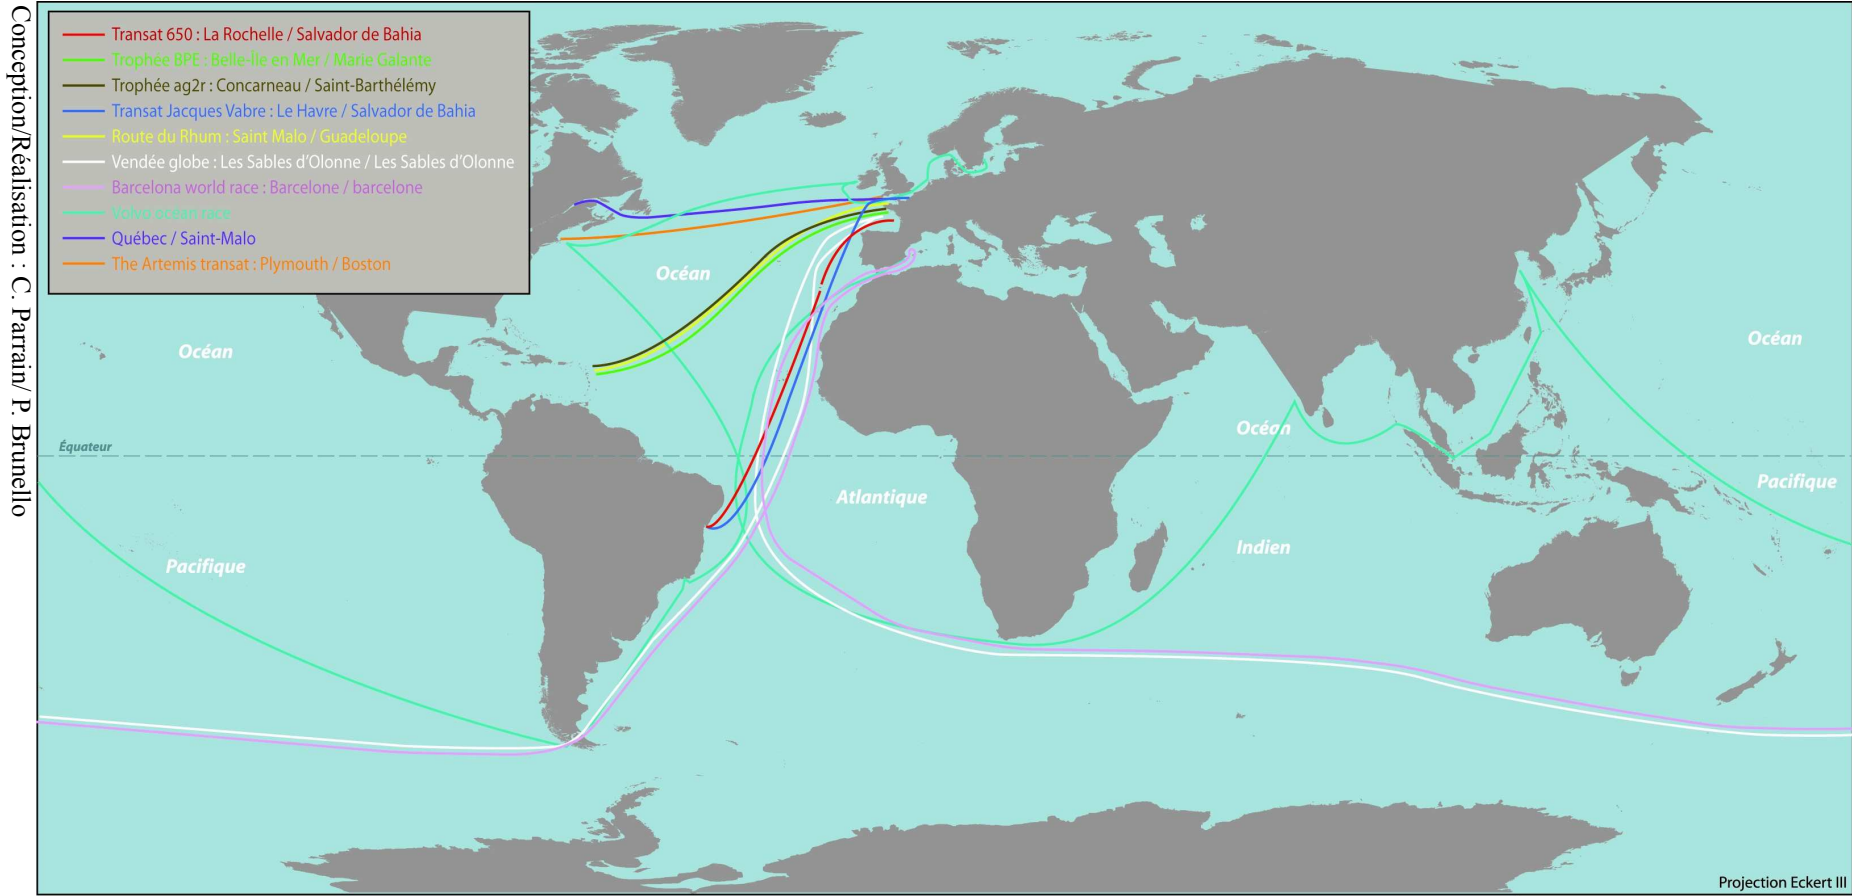 Conception/Réalisation : C. Parrain/ P. Brunello
Transat 650 : La Rochelle / Salvador de Bahia
Trophée BPE : Belle-Île en Mer / Marie Galante
Trophée ag2r : Concarneau / Saint-Barthélémy
Transat Jacques Vabre : Le Havre / Salvador de Bahia
Route du Rhum : Saint Malo / Guadeloupe
Vendée globe : Les Sables d'Olonne / Les Sables d'Olonne
Barcelona world race : Barcelone / barcelone
Volvo océan race
Québec / Saint-Malo
The Artemis transat : Plymouth / Boston
Océan
Océan
Océan
Océan
Équateur
Pacifique
Atlantique
Indien
Pacifique
Projection Eckert III